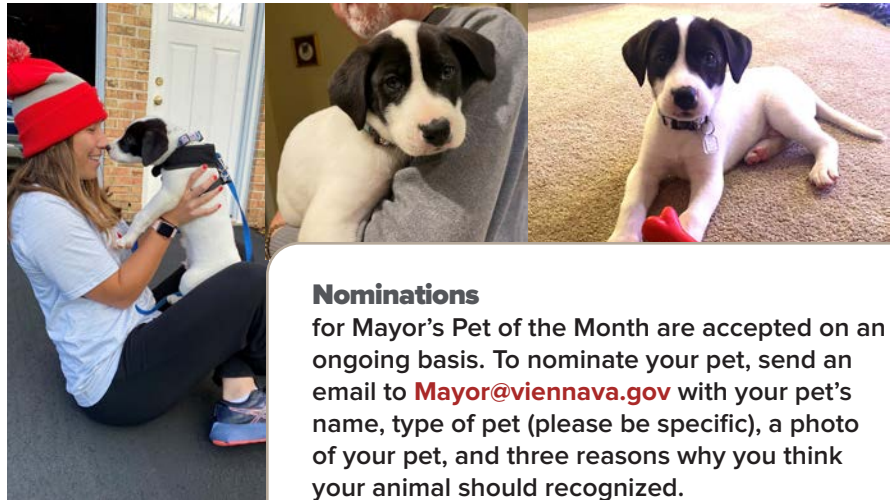 Nominations
for Mayor’s Pet of the Month are accepted on an
ongoing basis. To nominate your pet, send an
email to Mayor@viennava.gov with your pet’s
name, type of pet (please be specific), a photo
of your pet, and three reasons why you think
your animal should recognized.